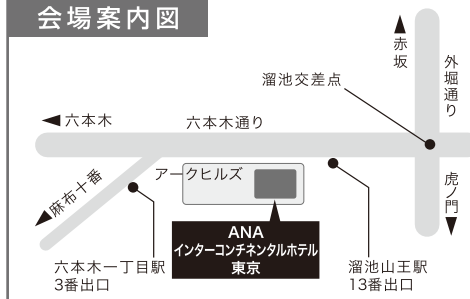 会場案内図
赤坂
外堀通り
溜池交差点
六本木
六本木通り
アークヒルズ
麻布十番
虎ノ門
ANA
インターコンチネンタルホテル
東京
六本木一丁目駅
3番出口
溜池山王駅
13番出口